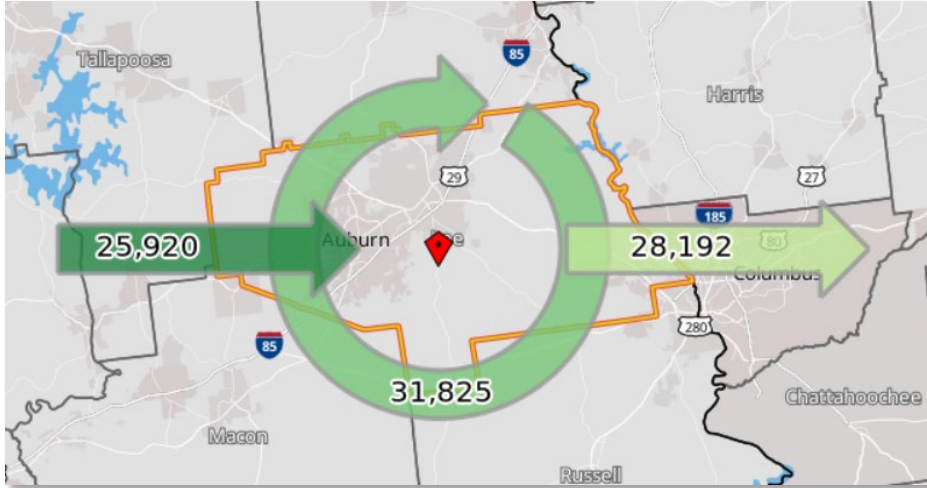 Tallapoosa
85
Harris
29
27
185
25,920
Auburn
28,192
80
Columbus
280
85
31,825
Chattahoochee
Macon
Russell